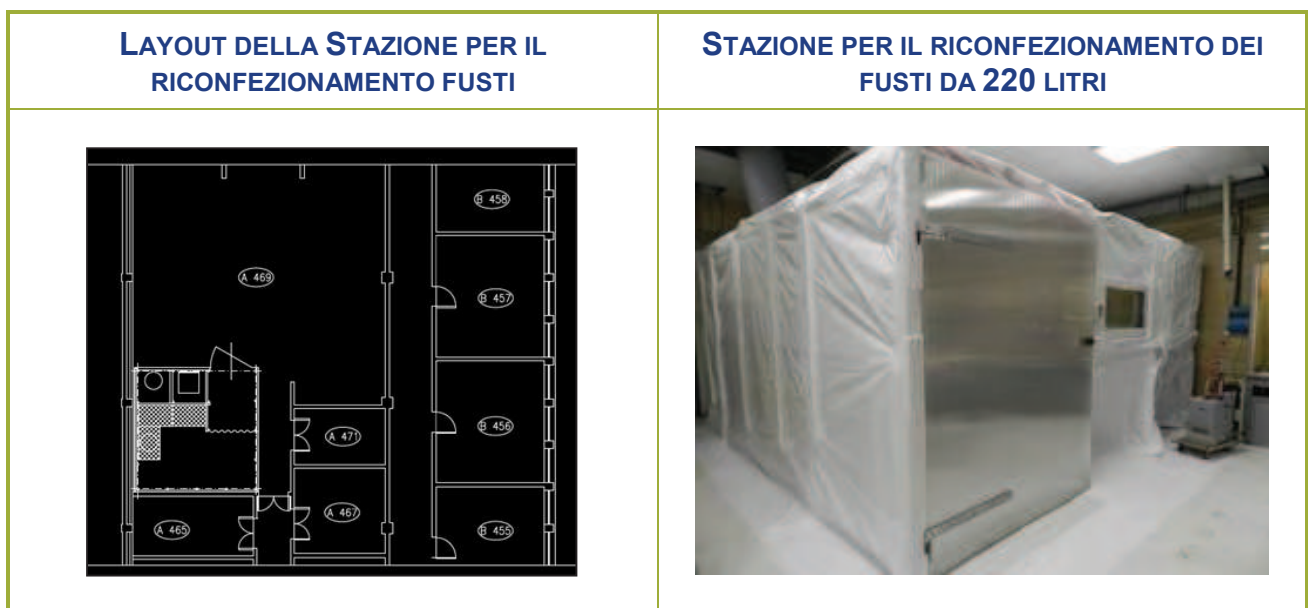 LAYOUT DELLA STAZIONE PER IL
RICONFEZIONAMENTO FUSTI
STAZIONE PER IL RICONFEZIONAMENTO DEI
FUSTI DA 220 LITRI
B 458
A 469
B 457
A 471
B 456
A 467
A 465
B 455